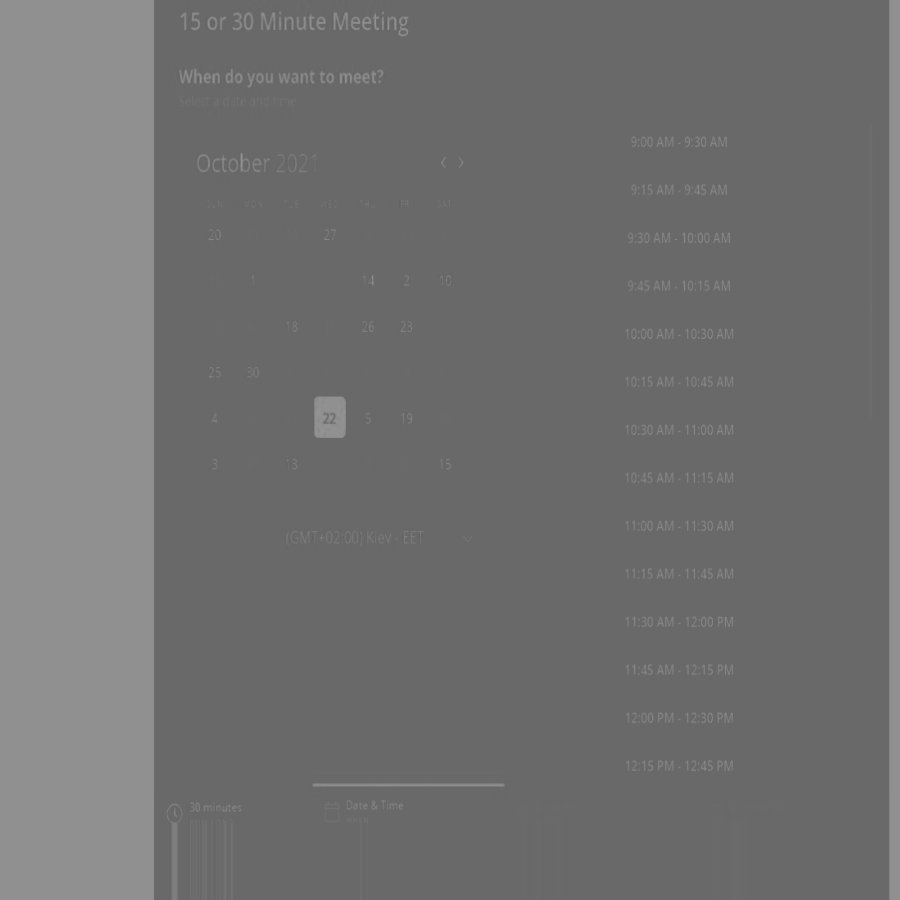 15 or 30 Minute Meeting
When do you want to meet?
Select a date and time
October 2021
SUN MON TUE WED THU FRI SAT
20 27
1 14 2 10
18 26 23
25 30
4 22 5 19
3 13 15
(GMT+02:00) Kiev - EET
9:00 AM - 9:30 AM
9:15 AM - 9:45 AM
9:30 AM - 10:00 AM
9:45 AM - 10:15 AM
10:00 AM - 10:30 AM
10:15 AM - 10:45 AM
10:30 AM - 11:00 AM
10:45 AM - 11:15 AM
11:00 AM - 11:30 AM
11:15 AM - 11:45 AM
11:30 AM - 12:00 PM
11:45 AM - 12:15 PM
12:00 PM - 12:30 PM
12:15 PM - 12:45 PM
30 minutes
Date & Time
WHEN